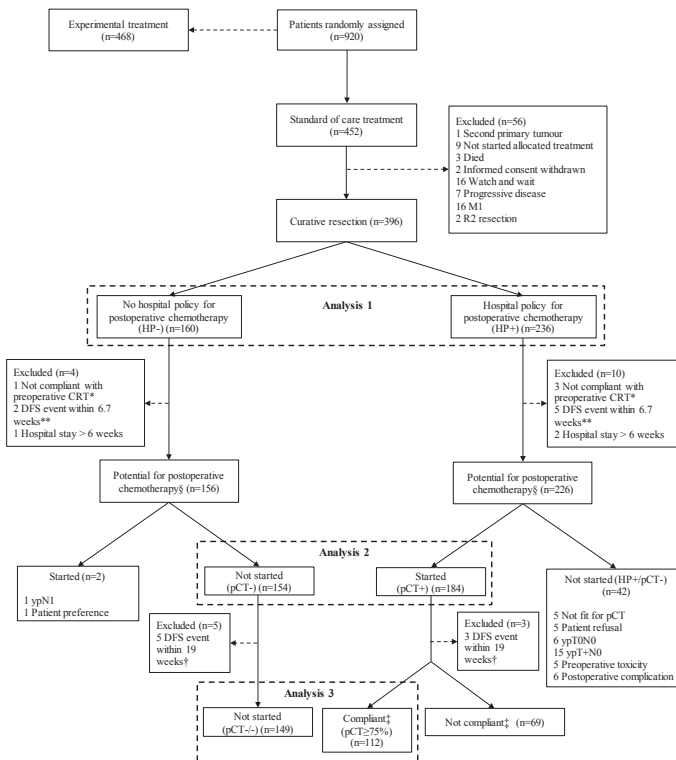 Experimental treatment
(n=468)
Patients randomly assigned
(n=920)
Standard of care treatment
(n=452)
Excluded (n=56)
1 Second primary tumour
9 Not started allocated treatment
3 Died
2 Informed consent withdrawn
16 Watch and wait
7 Progressive disease
16 M1
2 R2 resection
Curative resection (n=396)
Analysis 1
No hospital policy for
postoperative chemotherapy
(HP-) (n=160)
Hospital policy for
postoperative chemotherapy
(HP+) (n=236)
Excluded (n=4)
1 Not compliant with
preoperative CRT*
2 DFS event within 6.7
weeks**
1 Hospital stay > 6 weeks
Excluded (n=10)
3 Not compliant with
preoperative CRT*
5 DFS event within 6.7
weeks**
2 Hospital stay > 6 weeks
Potential for postoperative
chemotherapy§ (n=156)
Potential for postoperative
chemotherapy§ (n=226)
Analysis 2
Started (n=2)
1 ypN1
1 Patient preference
Not started
(pCT-) (n=154)
Started
(pCT+) (n=184)
Not started (HP+/pCT-)
(n=42)
5 Not fit for pCT
5 Patient refusal
6 ypT0N0
15 ypT+N0
5 Preoperative toxicity
6 Postoperative complication
Excluded (n=5)
5 DFS event
within 19
weeks†
Excluded (n=3)
3 DFS event
within 19
weeks†
Analysis 3
Not started
(pCT-/-) (n=149)
Compliant‡
(pCT≥75%)
(n=112)
Not compliant‡ (n=69)